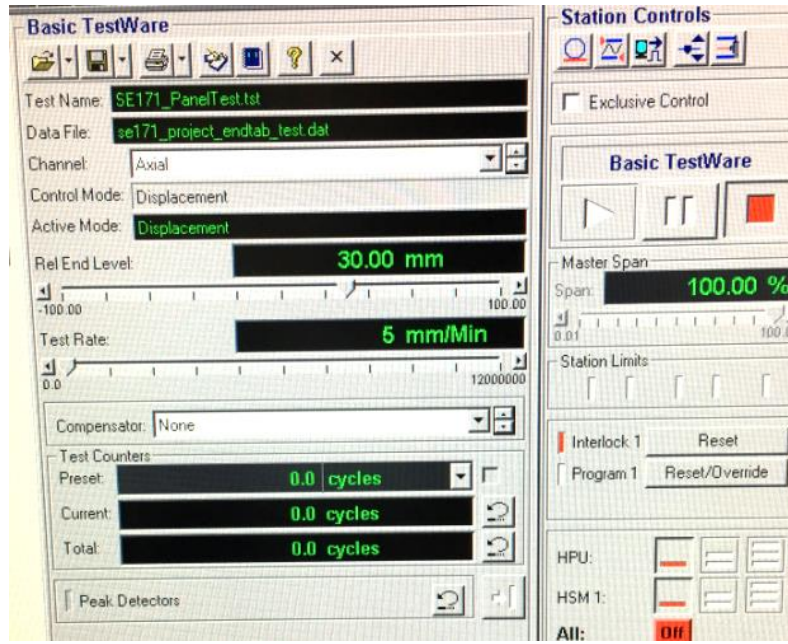 Basic TestWare
Test Name: SE171_PanelTest.tst
Data File: se171_project_endtab_test.dat
Channel: Axial
Control Mode: Displacement
Active Mode: Displacement
Rel End Level: 30.00 mm
-100.00 100.00
Test Rate: 5 mm/Min
0.0 12000000
Compensator: None
Test Counters
Preset: 0.0 cycles
Current: 0.0 cycles
Total: 0.0 cycles
Peak Detectors
Station Controls
Exclusive Control
Basic TestWare
Master Span
Span: 100.00 %
0.01 100.
Station Limits
Interlock 1 Reset
Program 1 Reset/Override
HPU:
HSM 1:
All: Off